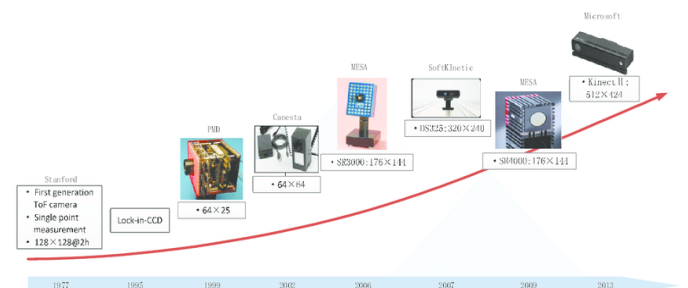 Microsoft
• Kinect II:
512×424
MESA
SoftKInetic
MESA
• DS325:320×240
• SR4000:176×144
Canesta
• SR3000:176×144
PMD
• 64×64
• 64×25
Stanford
• First generation
ToF camera
• Single point
measurement
• 128×128@2h
Lock-in-CCD
1977
1995
1999
2002
2006
2007
2009
2013